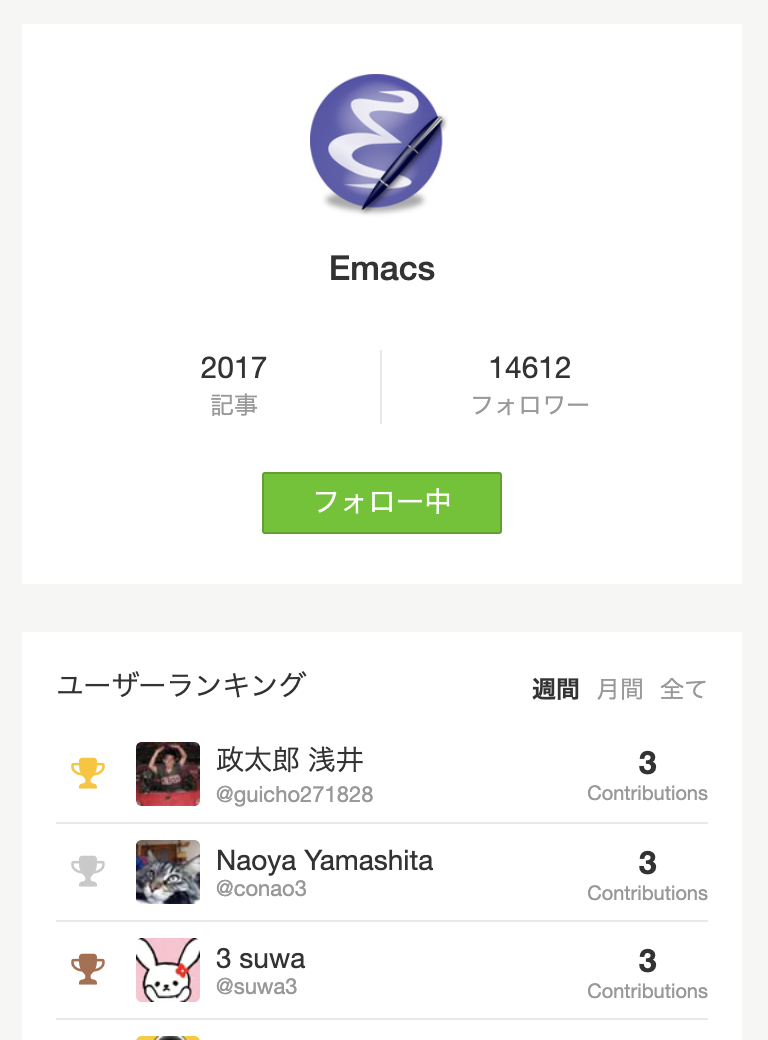 Emacs
2017
14612
記事
フォロワー
フォロー中
ユーザーランキング
週間 月間 全て
政太郎 浅井
@guicho271828
3
Contributions
Naoya Yamashita
@conao3
3
Contributions
3 suwa
@suwa3
3
Contributions